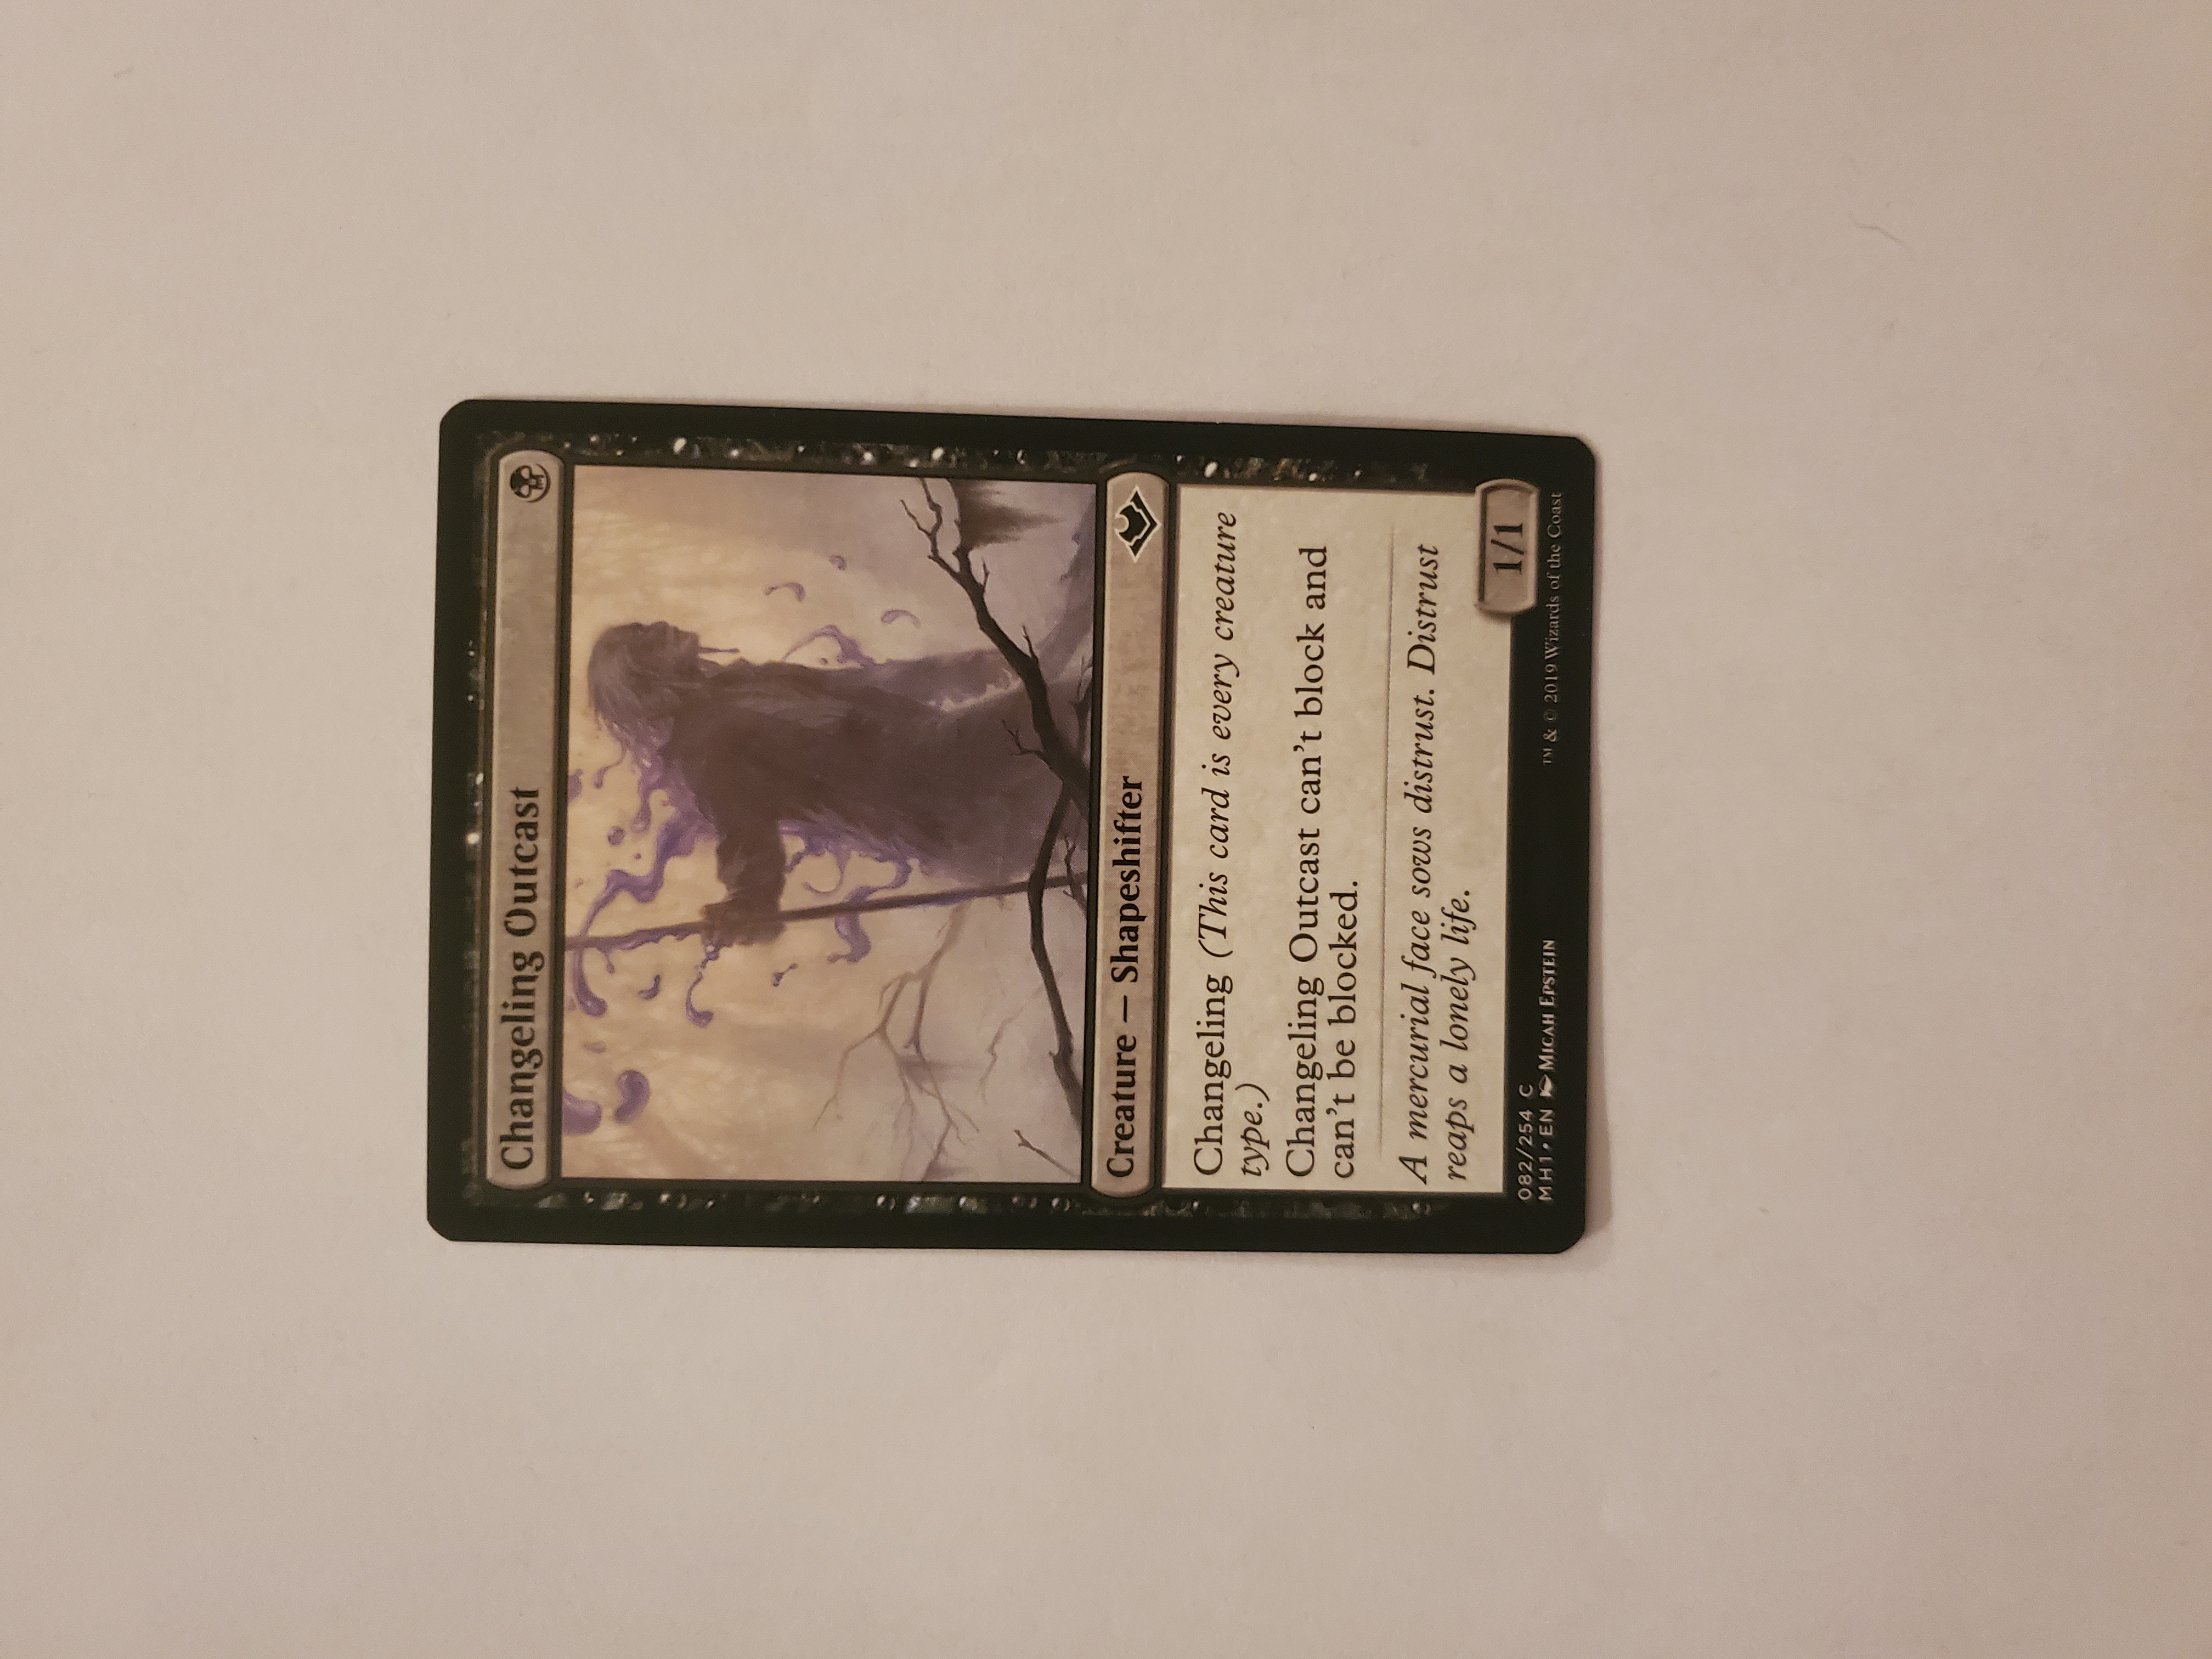 Changeling Outcast
Creature — Shapeshifter
Changeling (This card is every creature
type.)
Changeling Outcast can't block and
can't be blocked.
A mercurial face sows distrust. Distrust
reaps a lonely life.
1/1
082/254 C
MH1•EN Micah Epstein
™ & © 2019 Wizards of the Coast